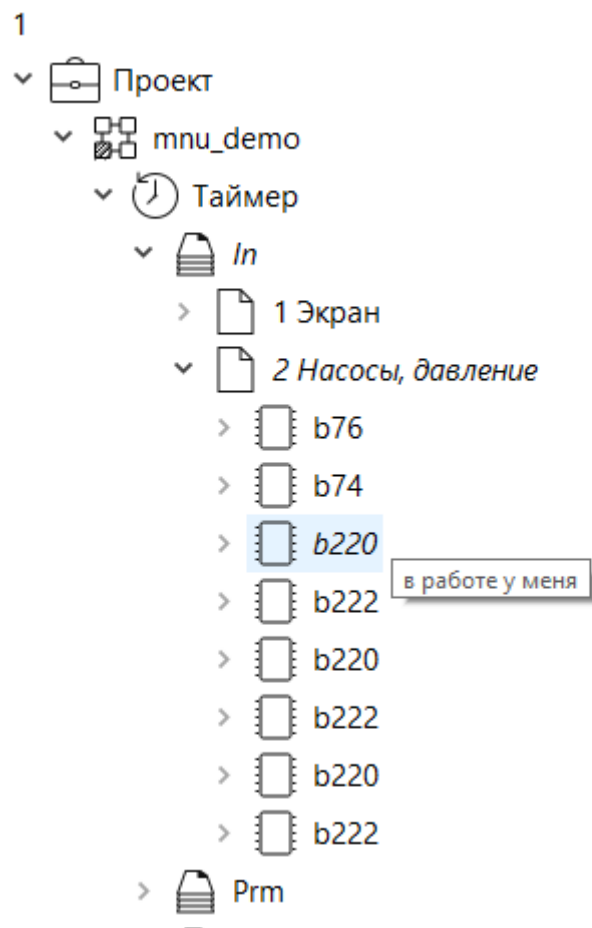 1
Проект
mnu_demo
Таймер
In
1 Экран
2 Насосы, давление
b76
b74
b220
в работе у меня
b222
b220
b222
b220
b222
Prm